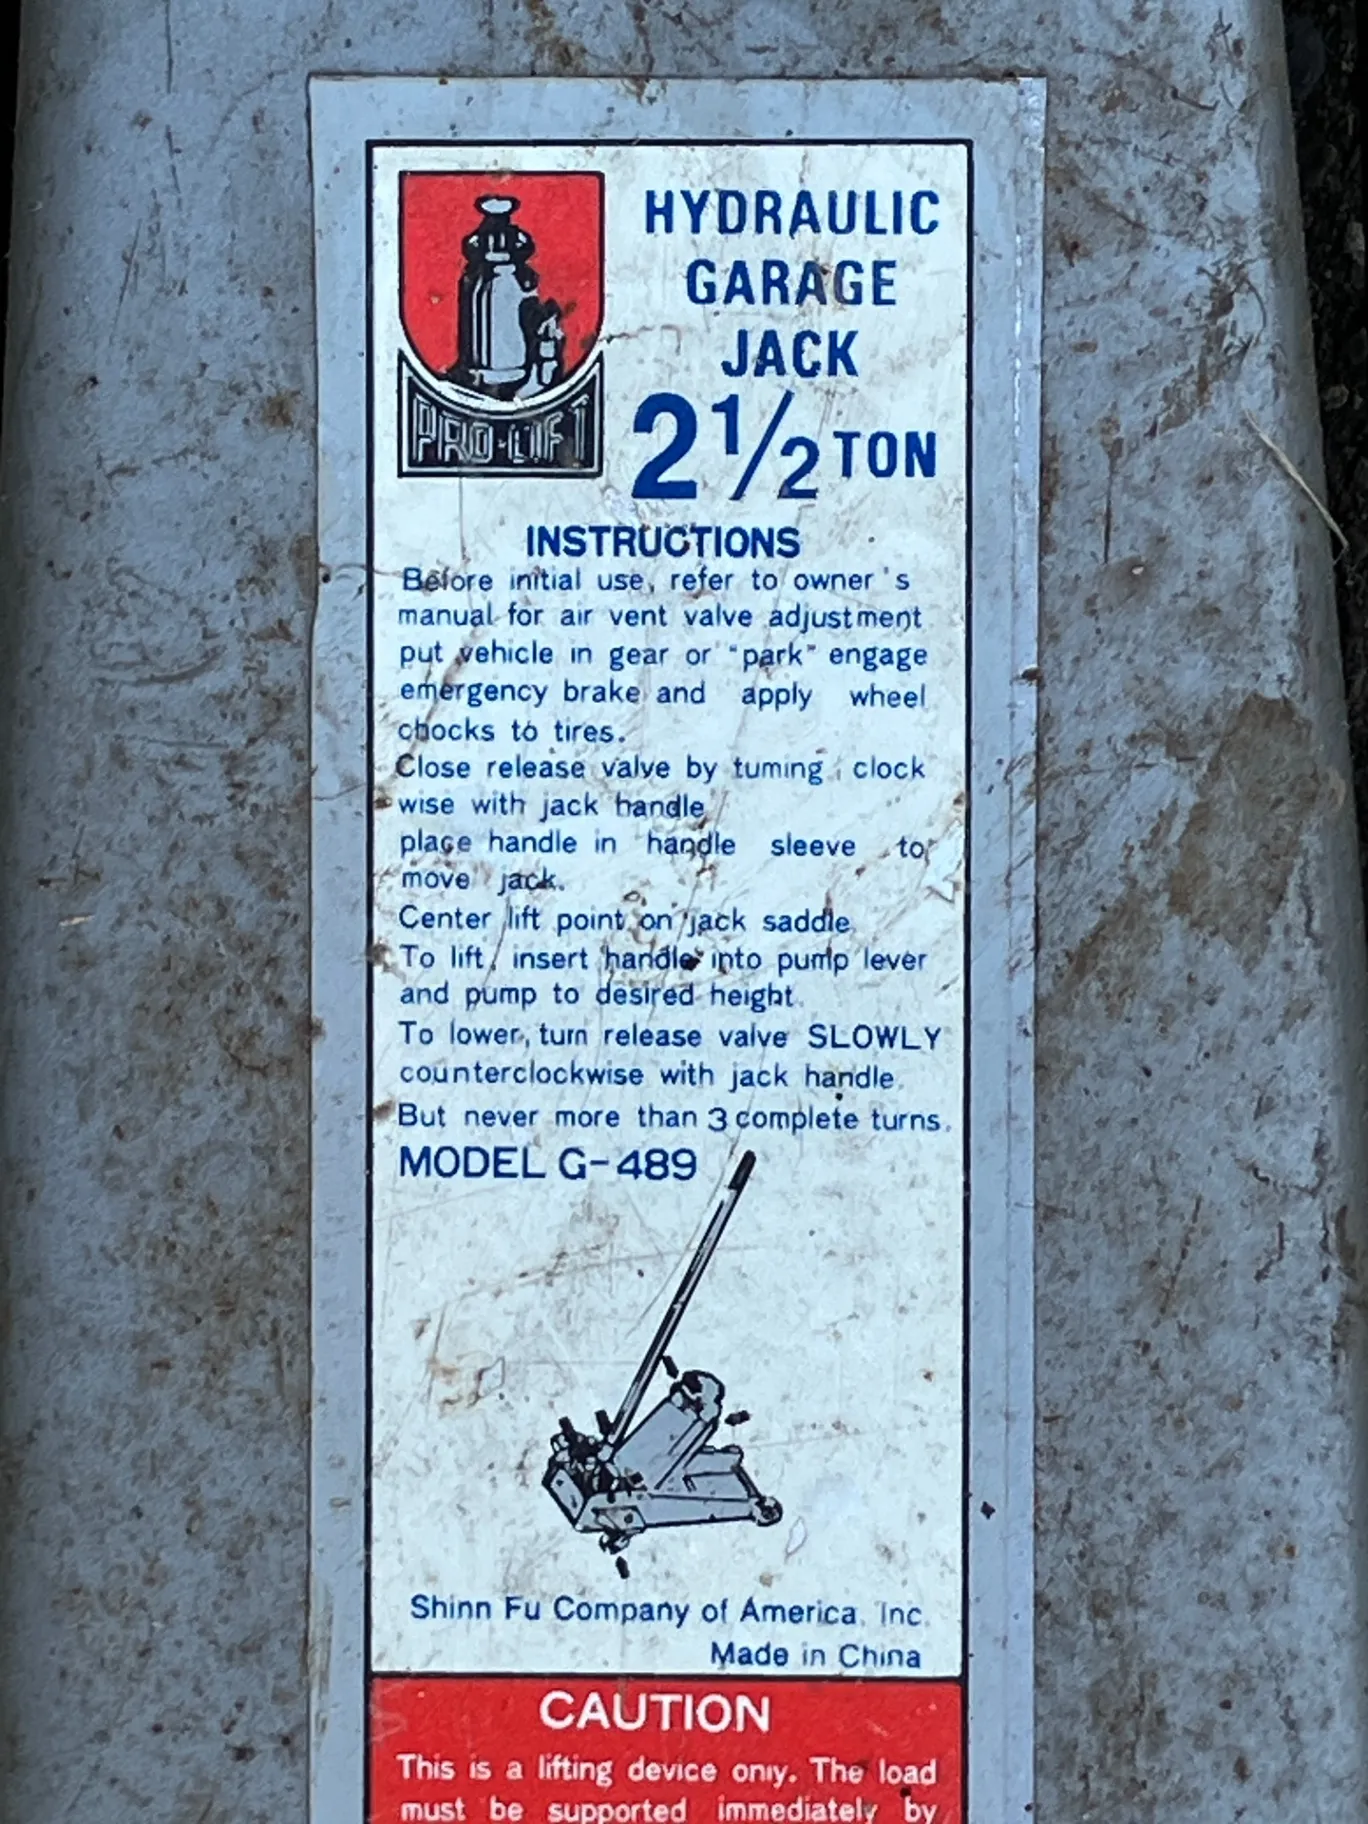 PRO-LIFT
HYDRAULIC
GARAGE
JACK
2 1/2 TON
INSTRUCTIONS
Before initial use, refer to owner's
manual for air vent valve adjustment
put vehicle in gear or "park" engage
emergency brake and apply wheel
chocks to tires.
Close release valve by tuming, clock
wise with jack handle
place handle in handle sleeve to
move jack.
Center lift point on jack saddle
To lift, insert handle into pump lever
and pump to desired height.
To lower, turn release valve SLOWLY
counterclockwise with jack handle.
But never more than 3 complete turns.
MODEL G-489
Shinn Fu Company of America, Inc.
Made in China
CAUTION
This is a lifting device only. The load
must be supported immediately by